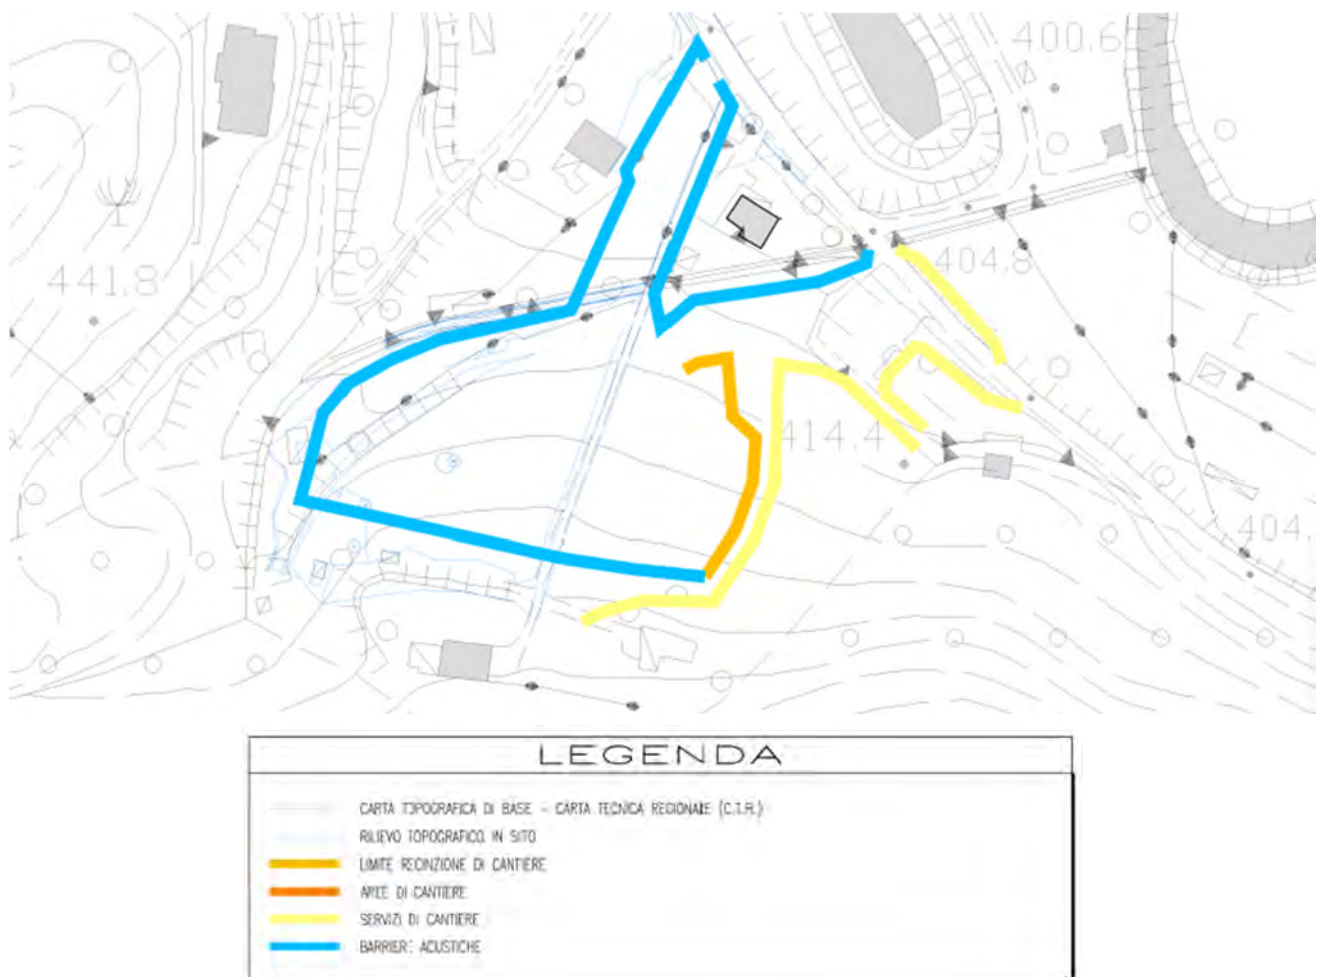 400.6
441.8
404.8
414.4
404.
LEGENDA
CARTA TOPOGRAFICA DI BASE - CARTA TECNICA REGIONALE (C.T.R.)
RILIEVO TOPOGRAFICO IN SITO
LIMITE RECINZIONE DI CANTIERE
AREE DI CANTIERE
SERVIZI DI CANTIERE
BARRIER: ACUSTICHE